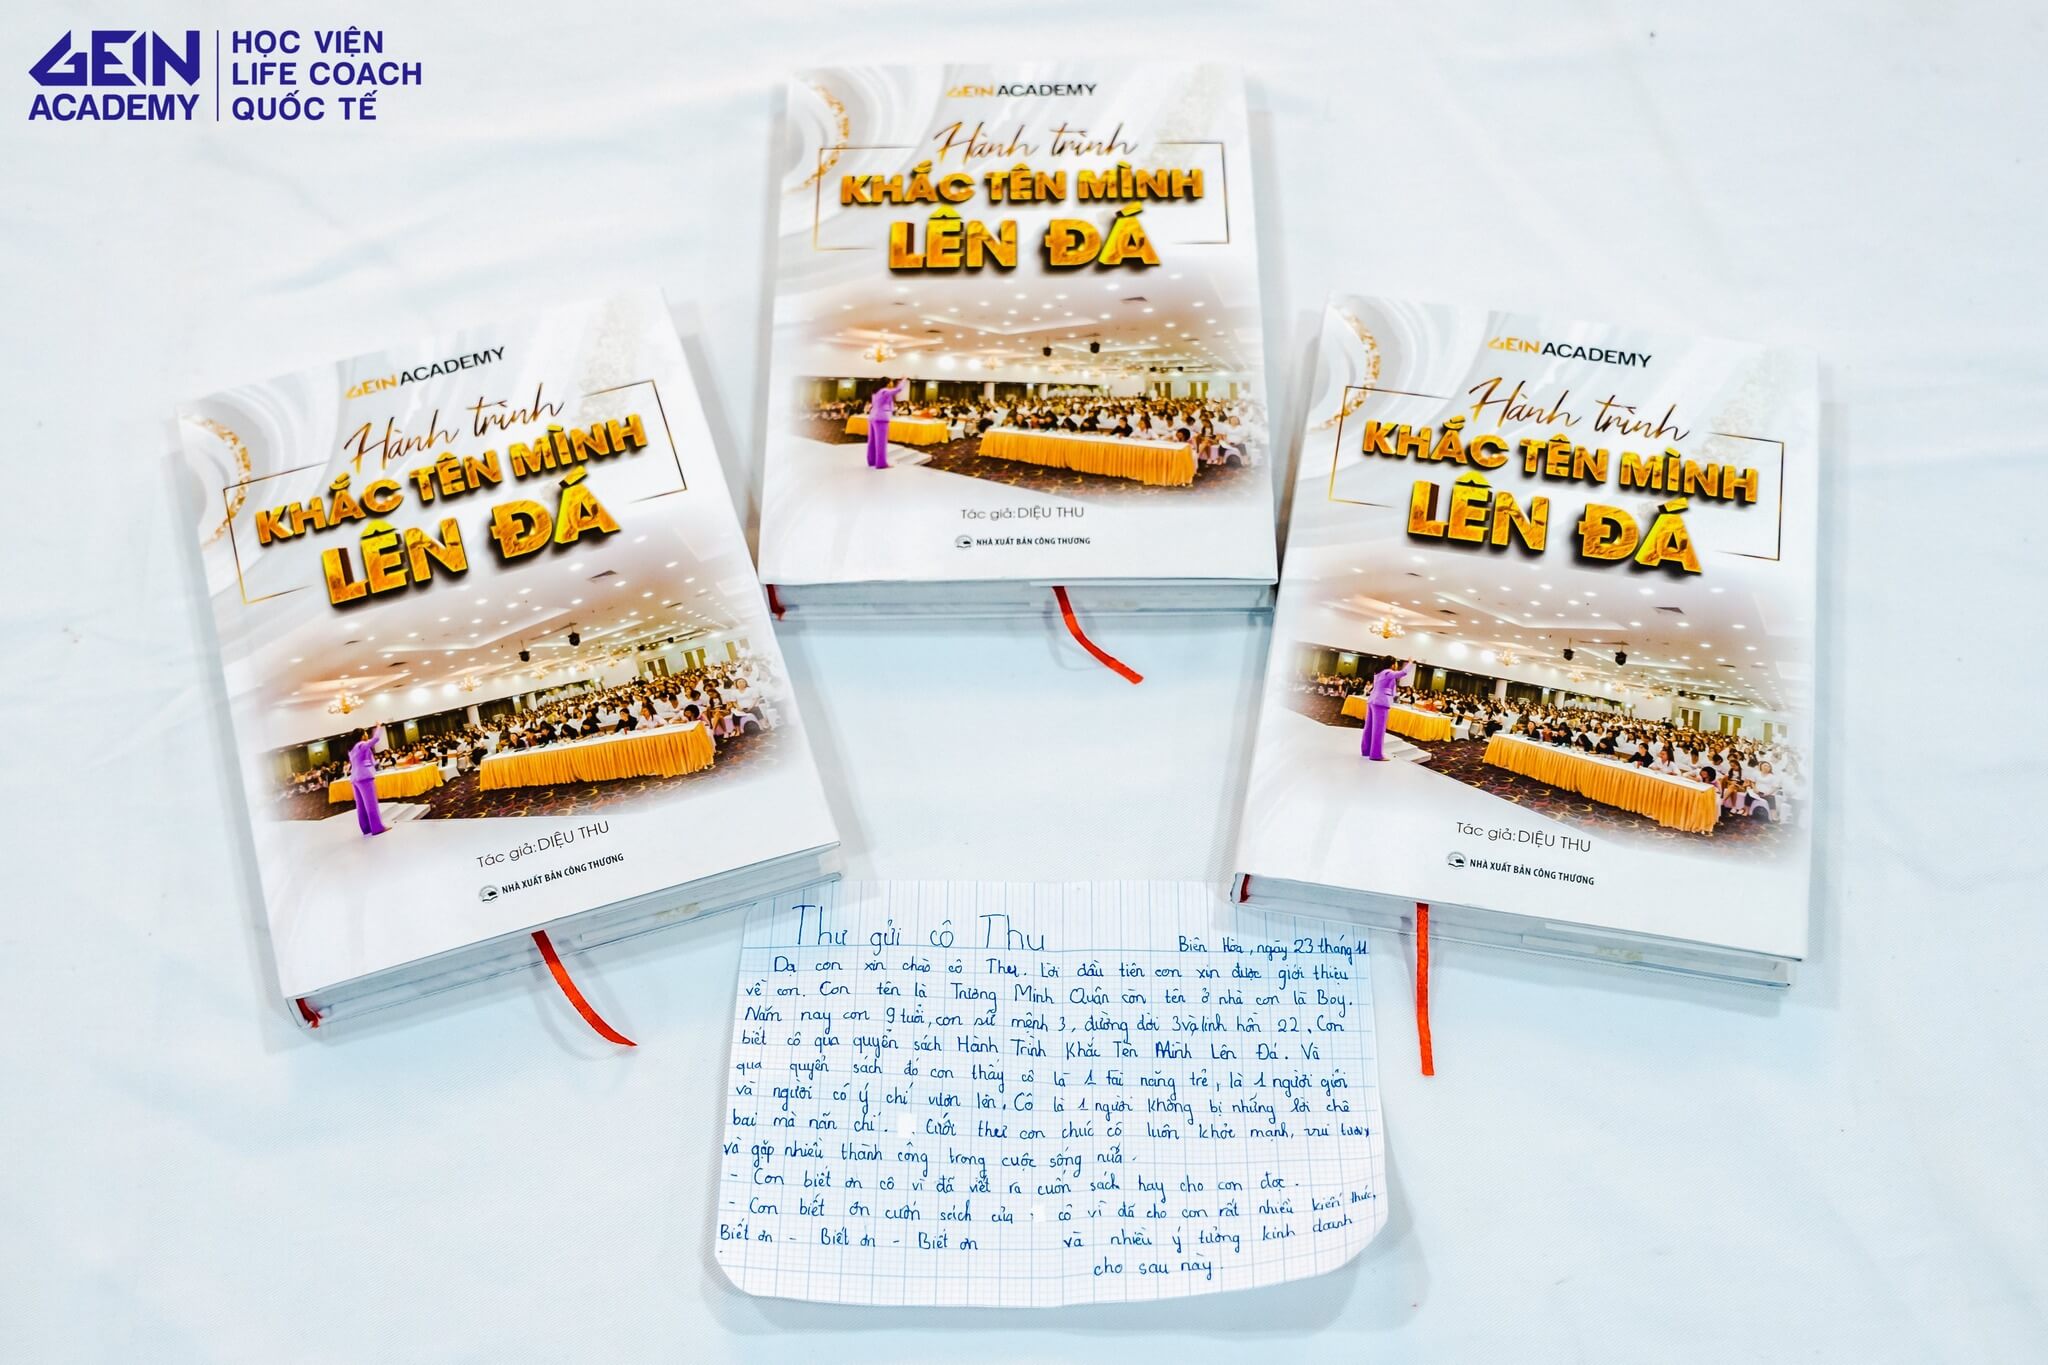 GEIN
ACADEMY
HỌC VIỆN
LIFE COACH
QUỐC TẾ
GEIN ACADEMY
Hành trình
KHẮC TÊN MÌNH
LÊN ĐÁ
Tác giả: DIỆU THU
NHÀ XUẤT BẢN CÔNG THƯƠNG
GEIN ACADEMY
Hành trình
KHẮC TÊN MÌNH
LÊN ĐÁ
Tác giả: DIỆU THU
NHÀ XUẤT BẢN CÔNG THƯƠNG
GEIN ACADEMY
Hành trình
KHẮC TÊN MÌNH
LÊN ĐÁ
Tác giả: DIỆU THU
NHÀ XUẤT BẢN CÔNG THƯƠNG
Thư gửi cô Thu
Biên Hòa, ngày 23 tháng 11
Dạ con xin chào cô Thu. Lời đầu tiên con xin được giới thiệu
về con. Con tên là Trương Minh Quân còn tên ở nhà con là Boy.
Năm nay con 9 tuổi, con sứ mệnh 3, đường đời 3 và linh hồn 22. Con
biết cô qua quyển sách Hành Trình Khắc Tên Mình Lên Đá. Và
qua quyển sách đó con thấy cô là 1 tài năng trẻ, là 1 người giỏi
và người có ý chí vươn lên. Cô là 1 người không bị những lời chê
bai mà nãn chí. Cuối thư con chúc cô luôn khỏe mạnh, vui tươi
và gặp nhiều thành công trong cuộc sống nữa.
- Con biết ơn cô vì đã viết ra cuốn sách hay cho con đọc.
- Con biết ơn cuốn sách của cô vì đã cho con rất nhiều kiến thức,
Biết ơn - Biết ơn - Biết ơn và nhiều ý tưởng kinh doanh
cho sau này.